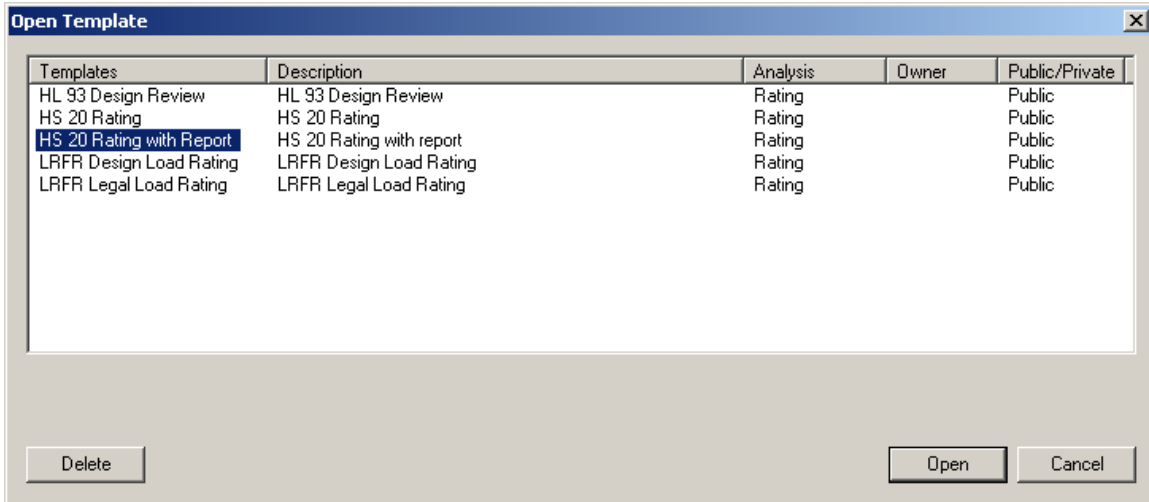 Open Template
Templates Description Analysis Owner Public/Private
HL 93 Design Review HL 93 Design Review Rating Public
HS 20 Rating HS 20 Rating Rating Public
HS 20 Rating with Report HS 20 Rating with report Rating Public
LRFR Design Load Rating LRFR Design Load Rating Rating Public
LRFR Legal Load Rating LRFR Legal Load Rating Rating Public
Delete Open Cancel